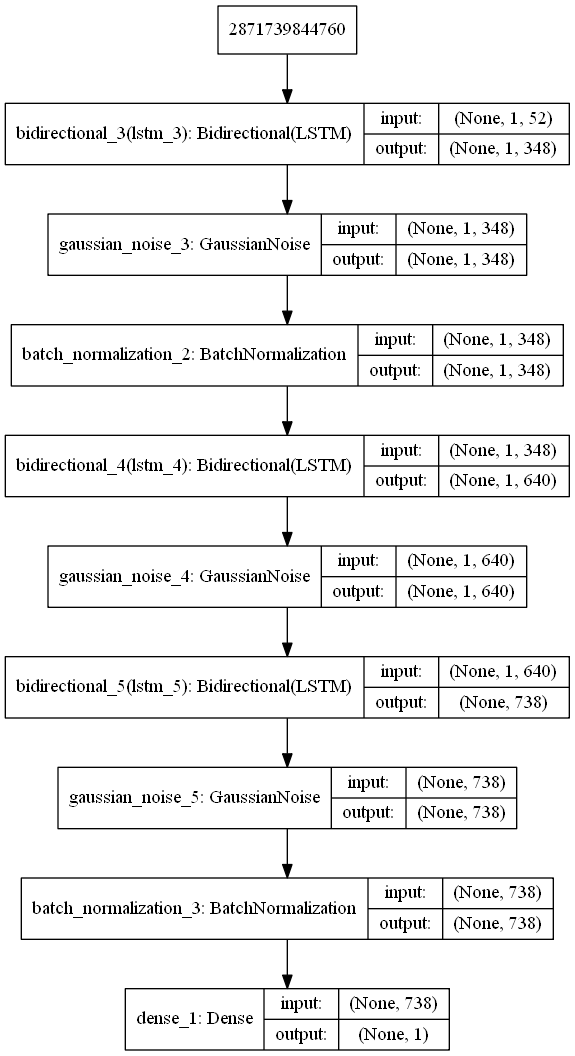 2871739844760
bidirectional_3(lstm_3): Bidirectional(LSTM)
input: (None, 1, 52)
output: (None, 1, 348)
gaussian_noise_3: GaussianNoise
input: (None, 1, 348)
output: (None, 1, 348)
batch_normalization_2: BatchNormalization
input: (None, 1, 348)
output: (None, 1, 348)
bidirectional_4(lstm_4): Bidirectional(LSTM)
input: (None, 1, 348)
output: (None, 1, 640)
gaussian_noise_4: GaussianNoise
input: (None, 1, 640)
output: (None, 1, 640)
bidirectional_5(lstm_5): Bidirectional(LSTM)
input: (None, 1, 640)
output: (None, 738)
gaussian_noise_5: GaussianNoise
input: (None, 738)
output: (None, 738)
batch_normalization_3: BatchNormalization
input: (None, 738)
output: (None, 738)
dense_1: Dense
input: (None, 738)
output: (None, 1)